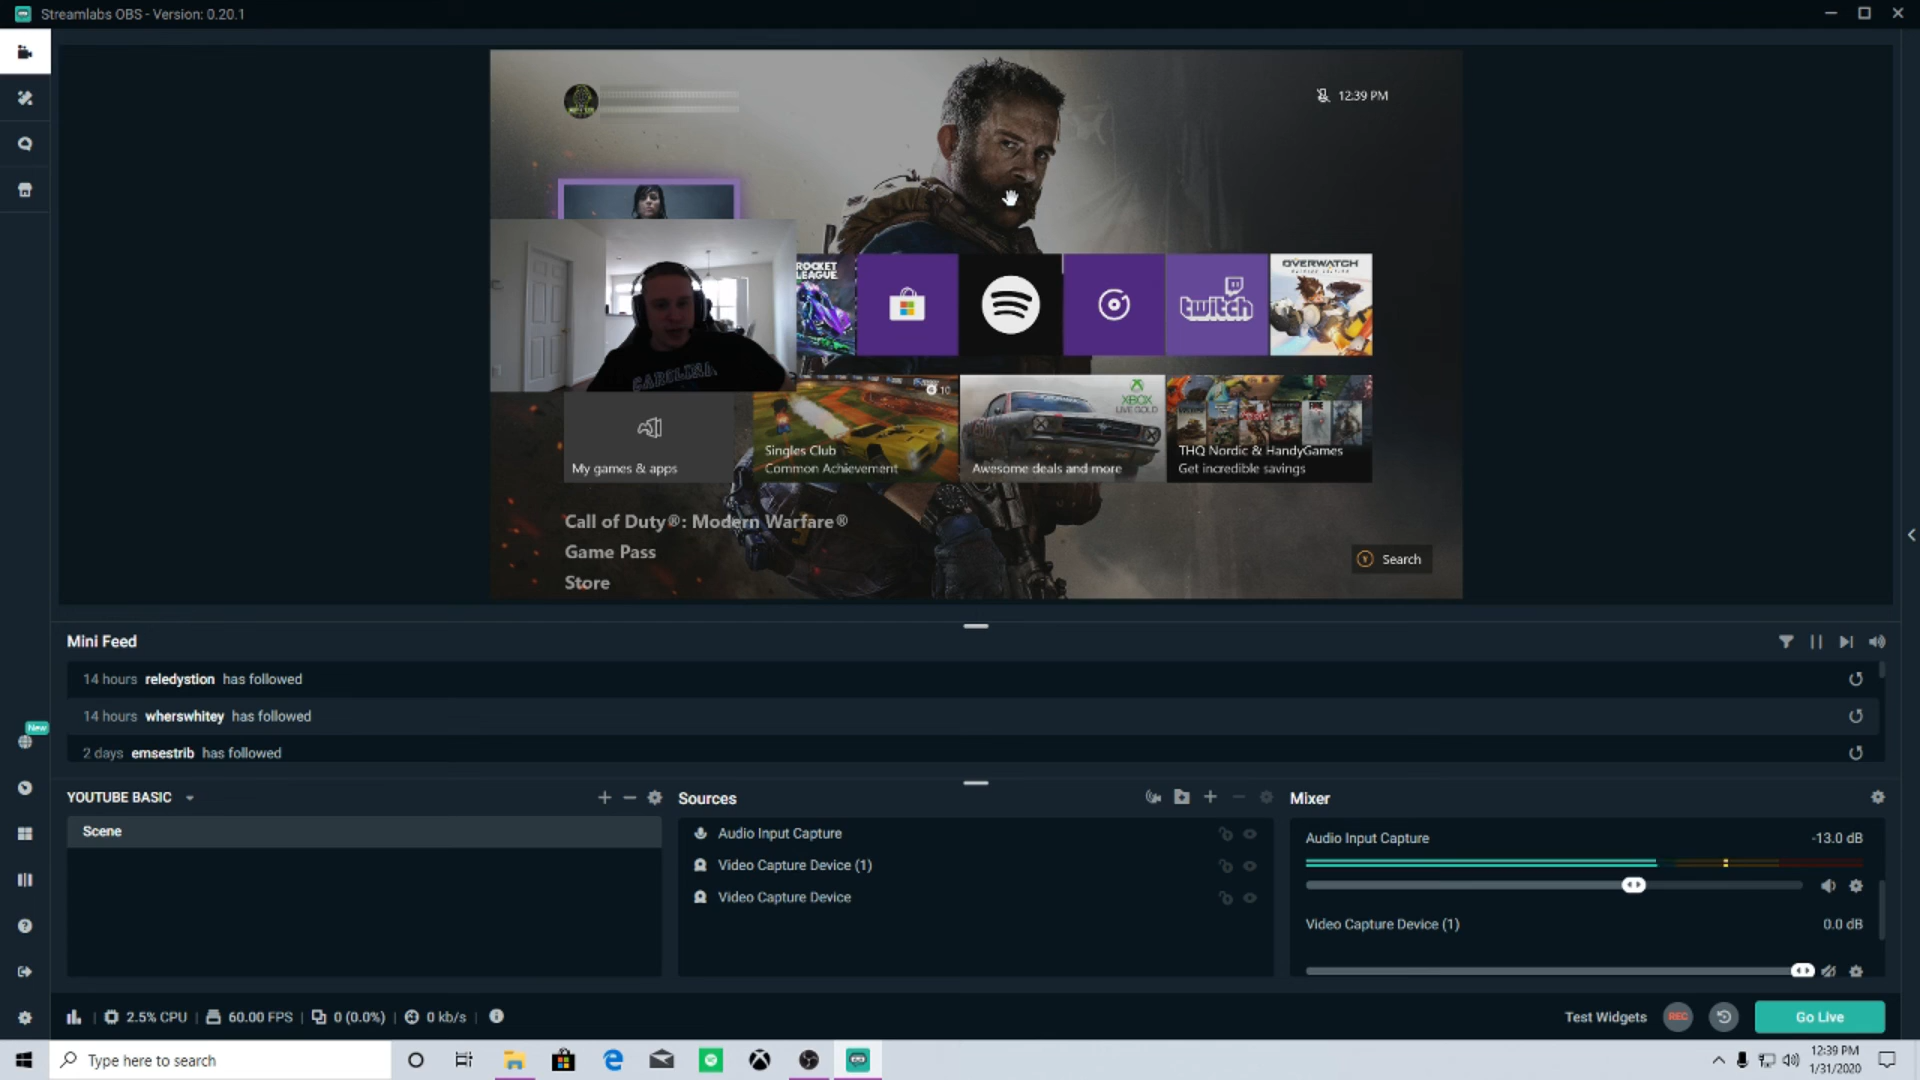 Streamlabs OBS - Version: 0.20.1
12:39 PM
ROCKET LEAGUE
twitch
OVERWATCH
CAROLINA
10
XBOX
LIVE GOLD
My games & apps
Singles Club
Common Achievement
Awesome deals and more
THQ Nordic & HandyGames
Get incredible savings
Call of Duty®: Modern Warfare®
Game Pass
Store
Y Search
Mini Feed
14 hours reledystion has followed
14 hours wherswhitey has followed
2 days emsestrib has followed
New
YOUTUBE BASIC
Scene
Sources
Audio Input Capture
Video Capture Device (1)
Video Capture Device
Mixer
Audio Input Capture -13.0 dB
Video Capture Device (1) 0.0 dB
2.5% CPU | 60.00 FPS | 0 (0.0%) | 0 kb/s |
Test Widgets
REC
Go Live
Type here to search
12:39 PM
1/31/2020